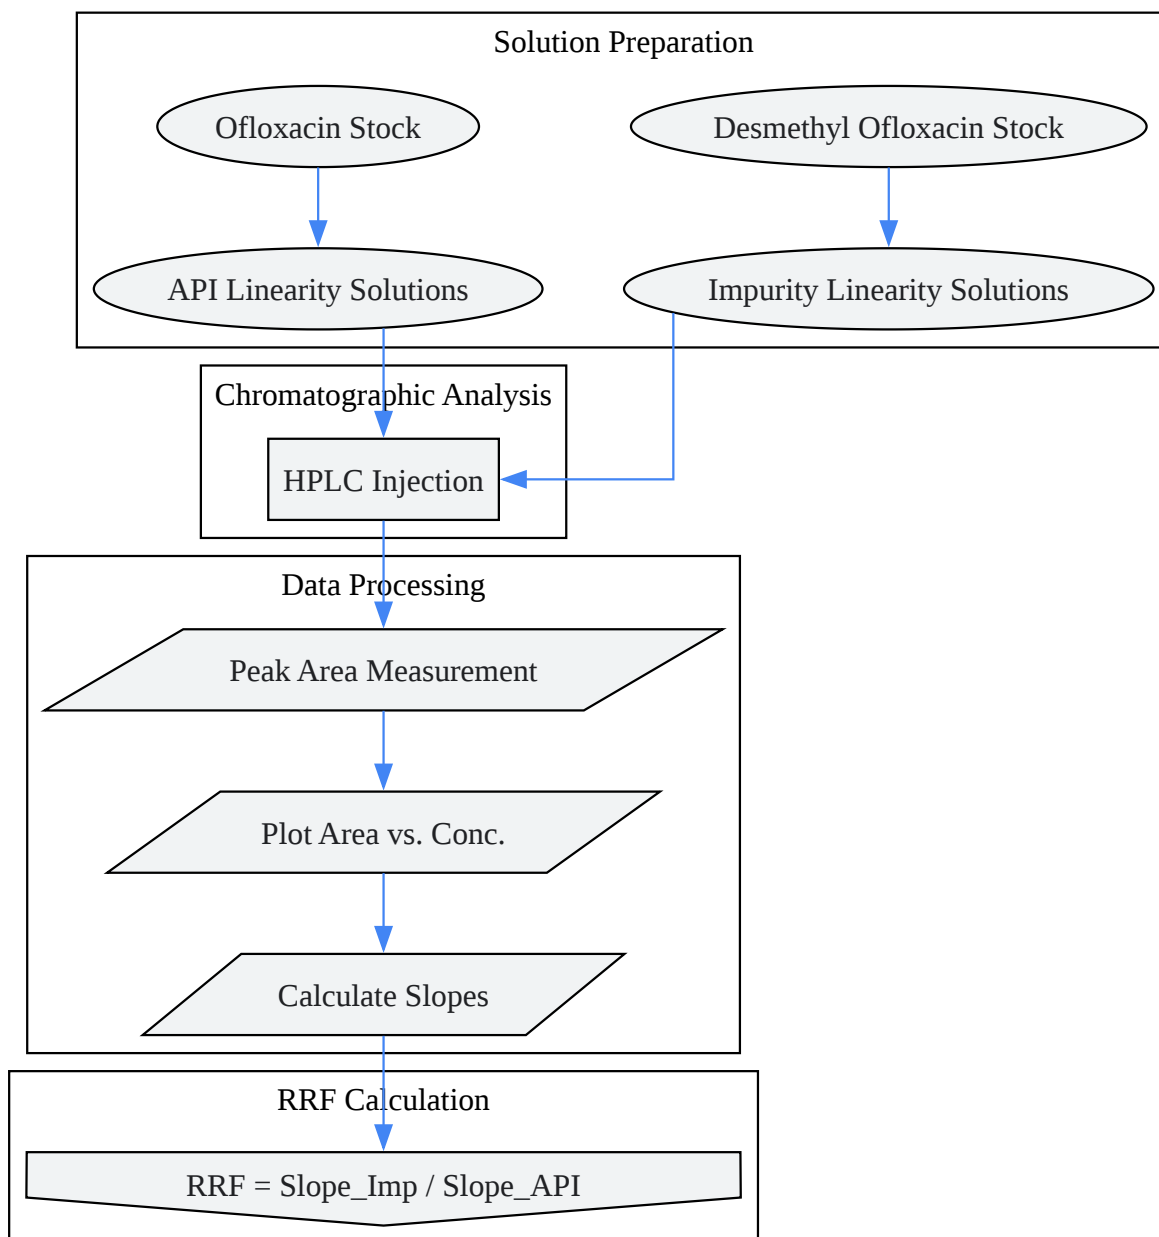 Solution Preparation
Ofloxacin Stock
Desmethyl Ofloxacin Stock
API Linearity Solutions
Impurity Linearity Solutions
Chromatographic Analysis
HPLC Injection
Data Processing
Peak Area Measurement
Plot Area vs. Conc.
Calculate Slopes
RRF Calculation
RRF = Slope_Imp / Slope_API